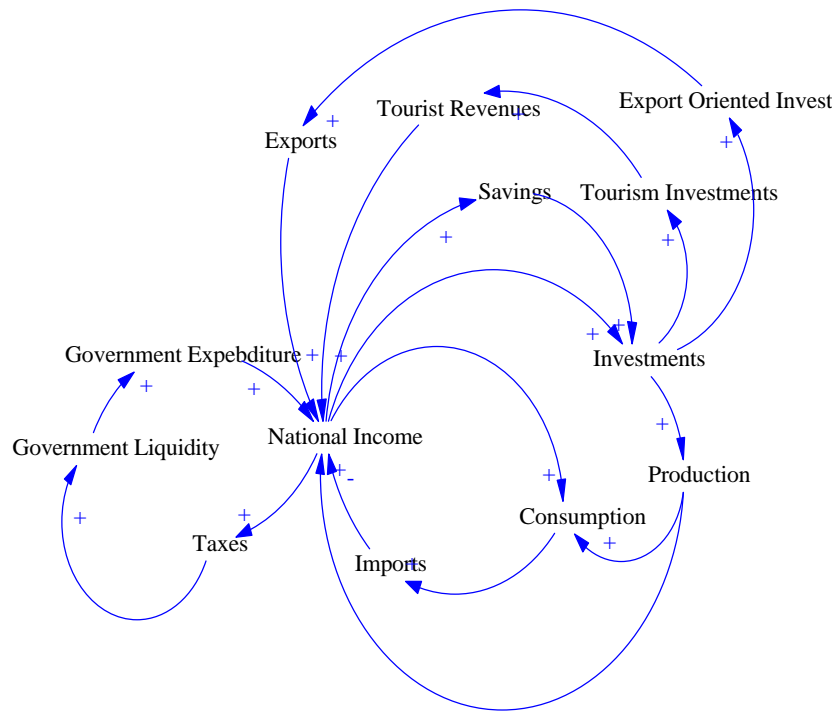 Export Oriented Invest
Tourist Revenues
+
+
+
Exports
Savings
Tourism Investments
+
+
Government Expebditure
+
+
+
+
Investments
+
+
+
National Income
Government Liquidity
+
-
+
Production
+
+
Consumption
Taxes
+
Imports
+